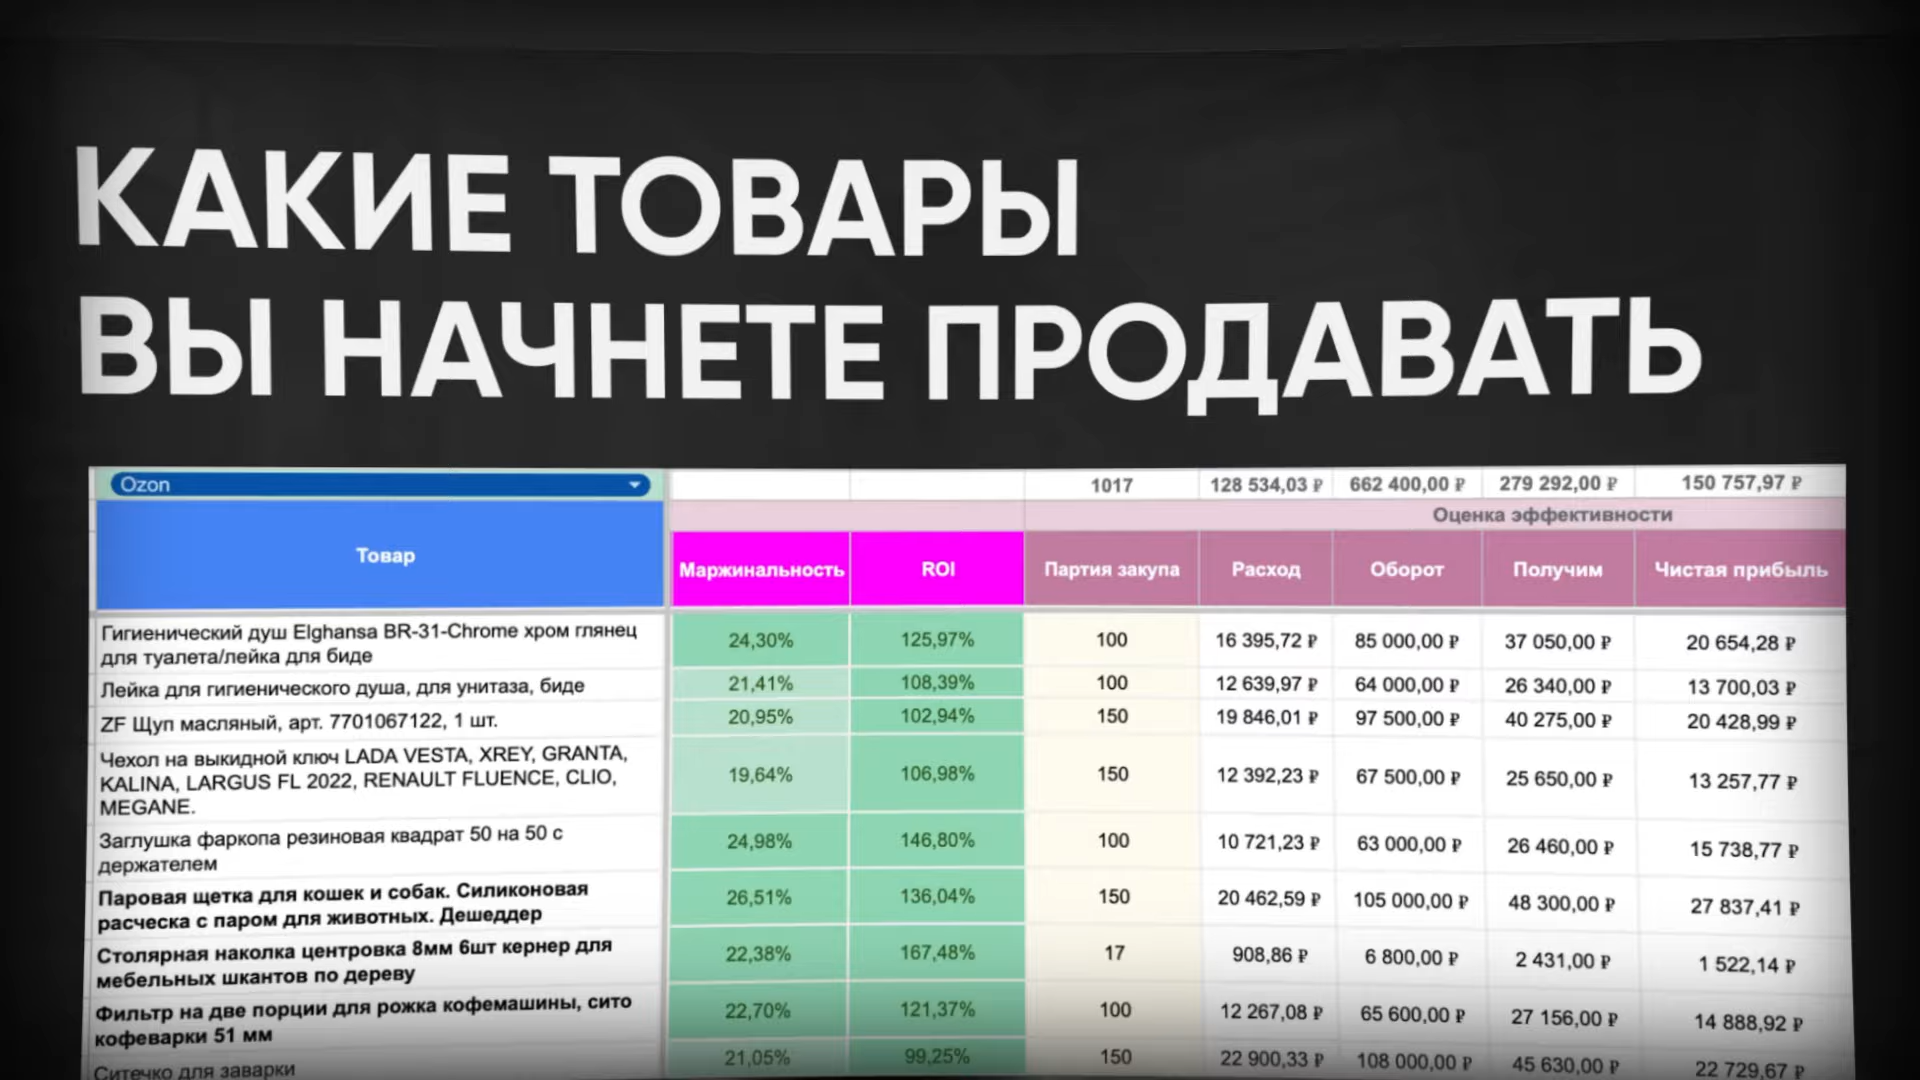 КАКИЕ ТОВАРЫ
ВЫ НАЧНЕТЕ ПРОДАВАТЬ
Ozon 1017 128 534,03 ₽ 662 400,00 ₽ 279 292,00 ₽ 150 757,97 ₽
Оценка эффективности
Товар Маржинальность ROI Партия закупа Расход Оборот Получим Чистая прибыль
Гигиенический душ Elghansa BR-31-Chrome хром глянец
для туалета/лейка для биде 24,30% 125,97% 100 16 395,72 ₽ 85 000,00 ₽ 37 050,00 ₽ 20 654,28 ₽
Лейка для гигиенического душа, для унитаза, биде 21,41% 108,39% 100 12 639,97 ₽ 64 000,00 ₽ 26 340,00 ₽ 13 700,03 ₽
ZF Щуп масляный, арт. 7701067122, 1 шт. 20,95% 102,94% 150 19 846,01 ₽ 97 500,00 ₽ 40 275,00 ₽ 20 428,99 ₽
Чехол на выкидной ключ LADA VESTA, XREY, GRANTA,
KALINA, LARGUS FL 2022, RENAULT FLUENCE, CLIO, 19,64% 106,98% 150 12 392,23 ₽ 67 500,00 ₽ 25 650,00 ₽ 13 257,77 ₽
MEGANE.
Заглушка фаркопа резиновая квадрат 50 на 50 с
держателем 24,98% 146,80% 100 10 721,23 ₽ 63 000,00 ₽ 26 460,00 ₽ 15 738,77 ₽
Паровая щетка для кошек и собак. Силиконовая
расческа с паром для животных. Дешеддер 26,51% 136,04% 150 20 462,59 ₽ 105 000,00 ₽ 48 300,00 ₽ 27 837,41 ₽
Столярная наколка центровка 8мм 6шт кернер для
мебельных шкантов по дереву 22,38% 167,48% 17 908,86 ₽ 6 800,00 ₽ 2 431,00 ₽ 1 522,14 ₽
Фильтр на две порции для рожка кофемашины, сито
кофеварки 51 мм 22,70% 121,37% 100 12 267,08 ₽ 65 600,00 ₽ 27 156,00 ₽ 14 888,92 ₽
Ситечко для заварки 21,05% 99,25% 150 22 900,33 ₽ 108 000,00 ₽ 45 630,00 ₽ 22 729,67 ₽